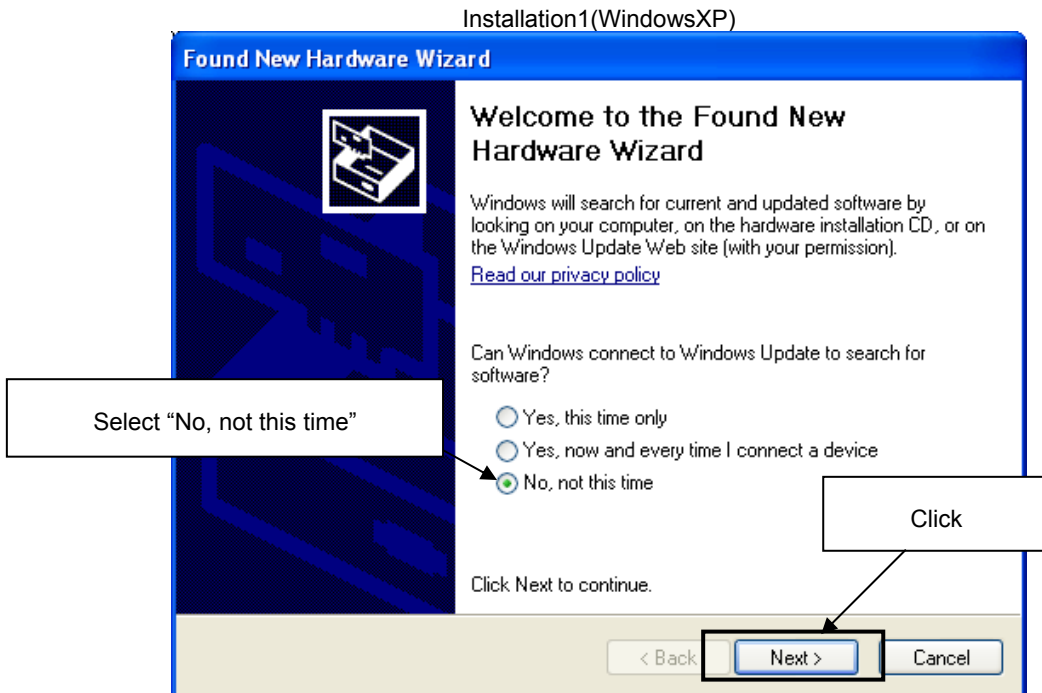 Installation1(WindowsXP)
Found New Hardware Wizard
Welcome to the Found New
Hardware Wizard
Windows will search for current and updated software by
looking on your computer, on the hardware installation CD, or on
the Windows Update Web site (with your permission).
Read our privacy policy
Can Windows connect to Windows Update to search for
software?
Select “No, not this time”
Yes, this time only
Yes, now and every time I connect a device
No, not this time
Click
Click Next to continue.
< Back
Next >
Cancel